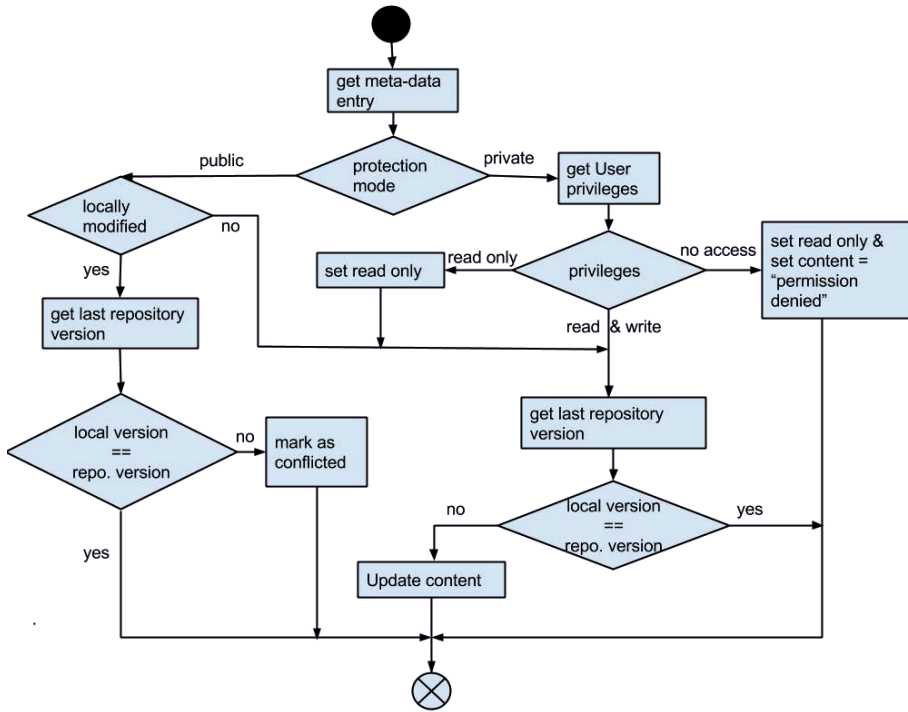 get meta-data
entry
public
protection
mode
private
get User
privileges
locally
modified
no
yes
set read only
read only
privileges
no access
set read only &
set content =
“permission
denied”
read & write
get last repository
version
local version
==
repo. version
no
mark as
conflicted
yes
get last repository
version
local version
==
repo. version
no
yes
Update content
.